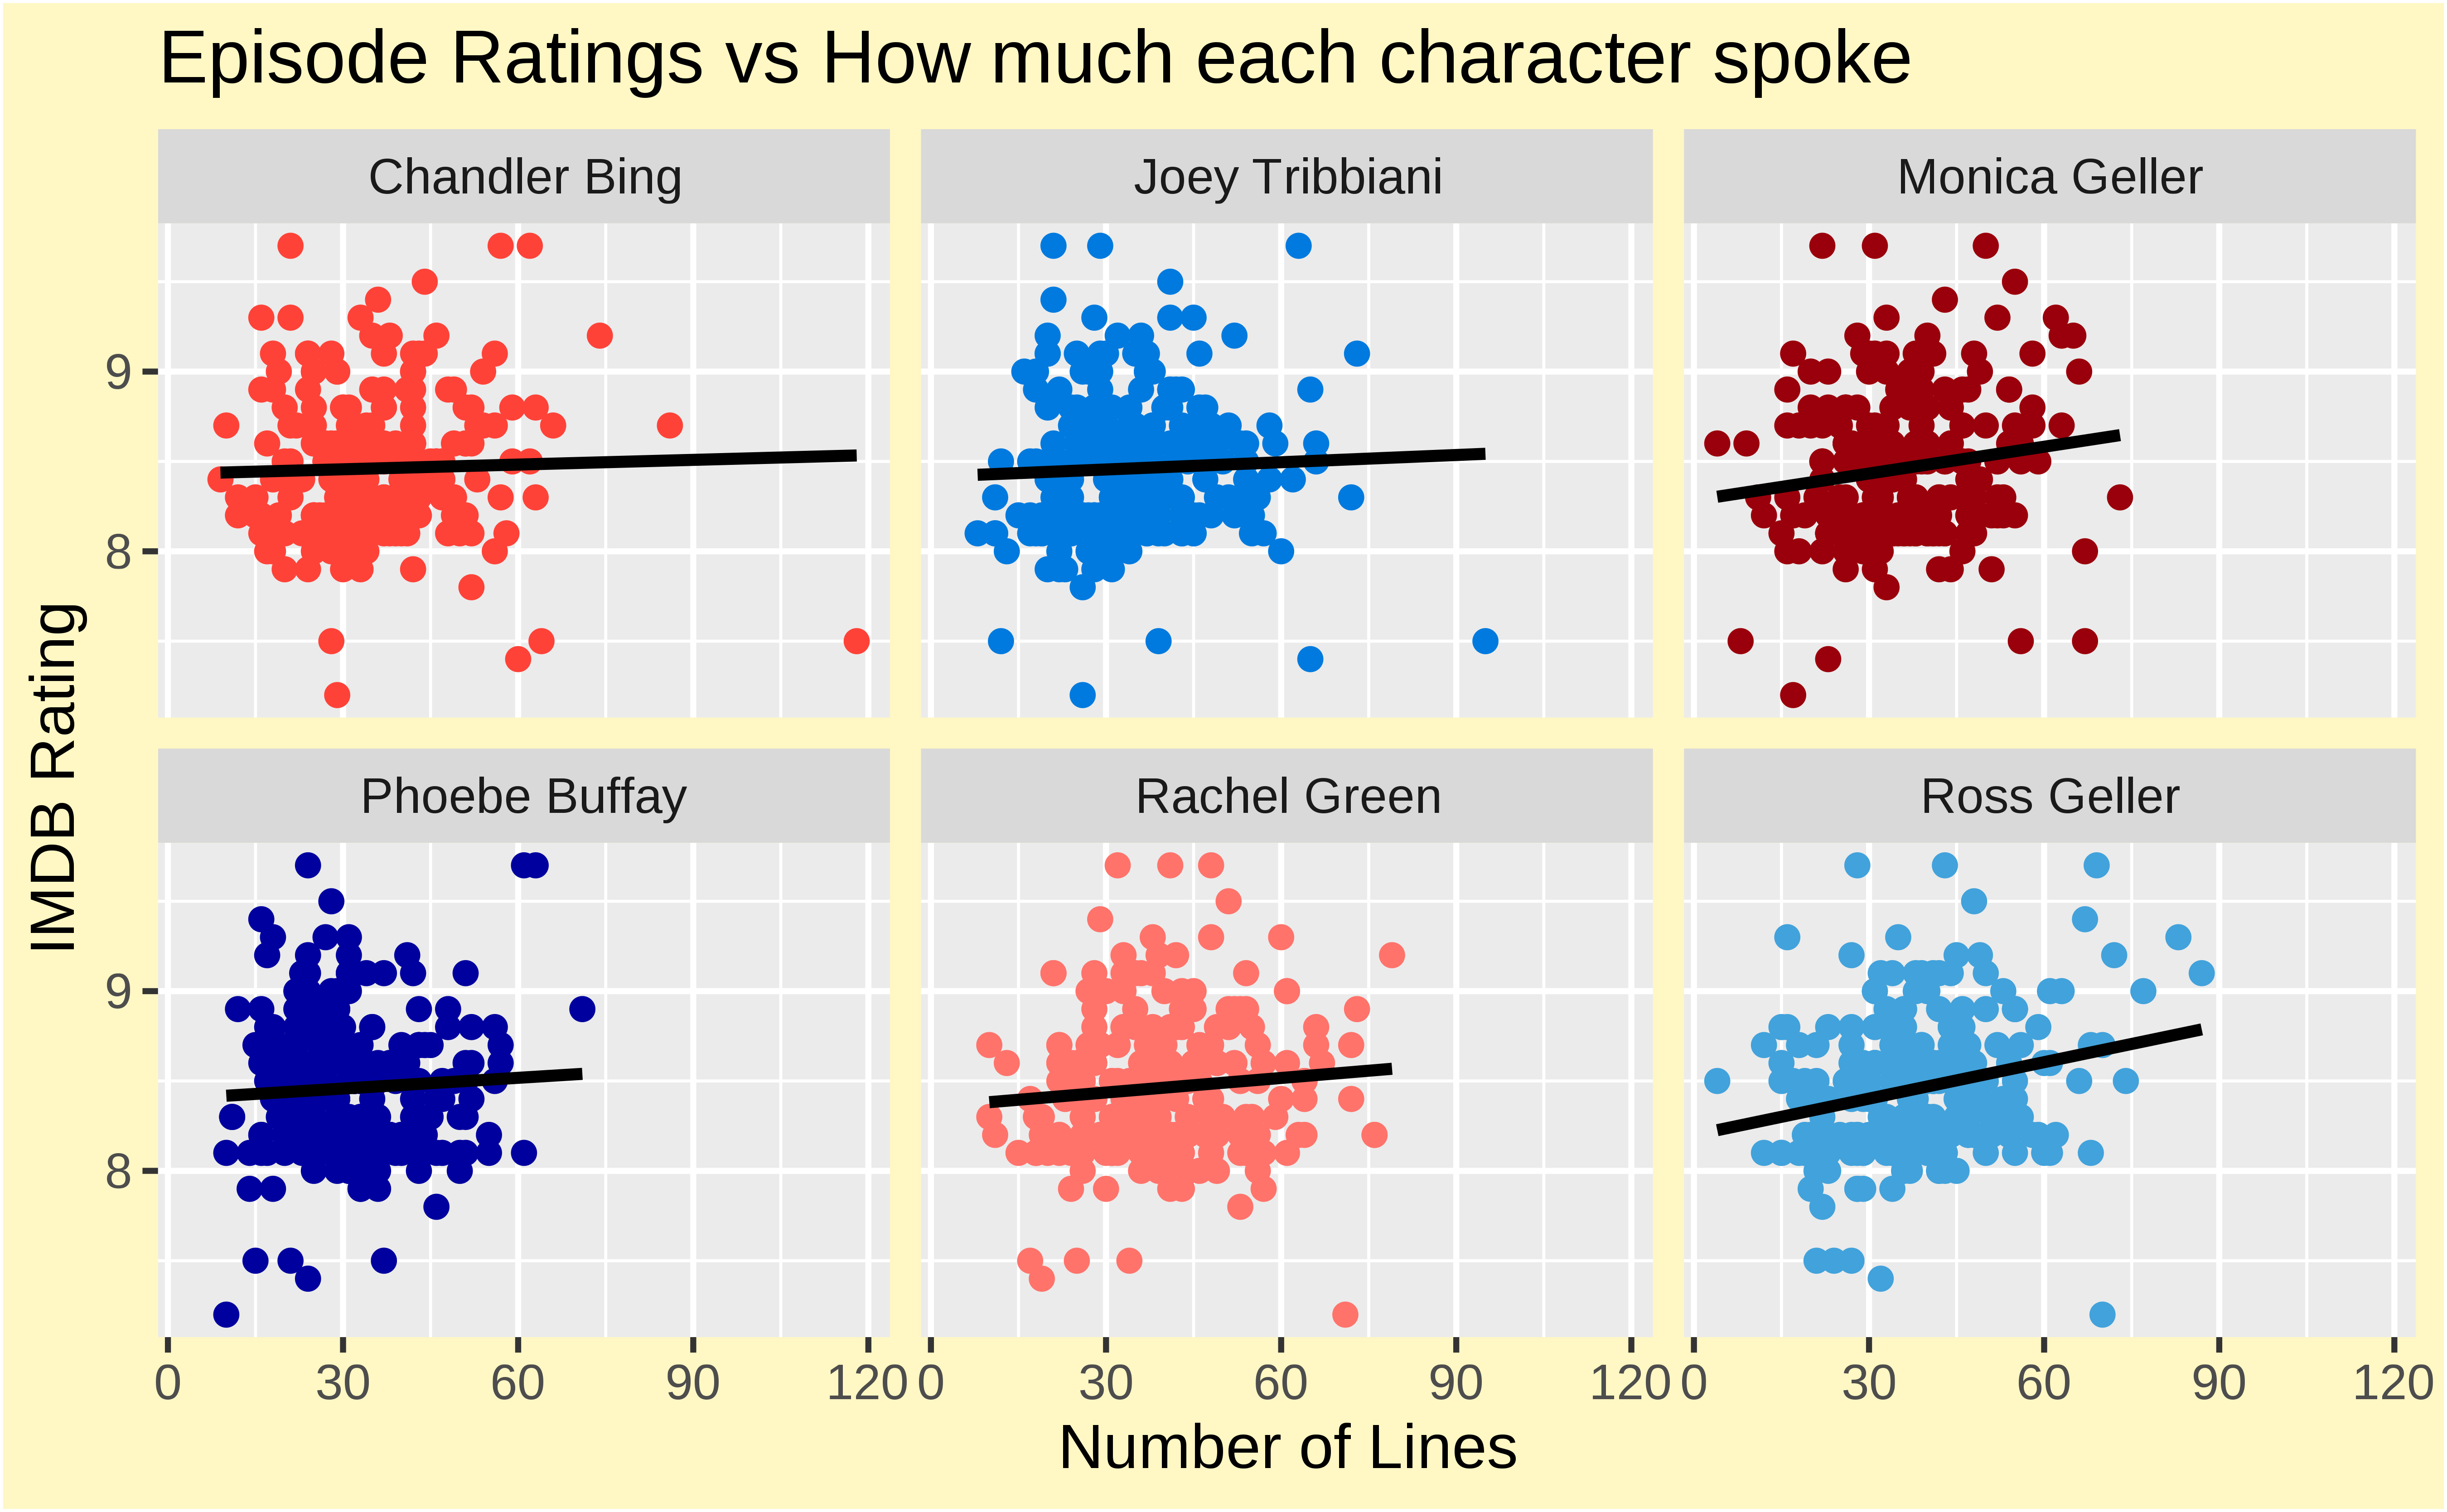 Episode Ratings vs How much each character spoke
Chandler Bing
Joey Tribbiani
Monica Geller
9
8
IMDB Rating
Phoebe Buffay
Rachel Green
Ross Geller
9
8
0 30 60 90 120 0 30 60 90 120 0 30 60 90 120
Number of Lines